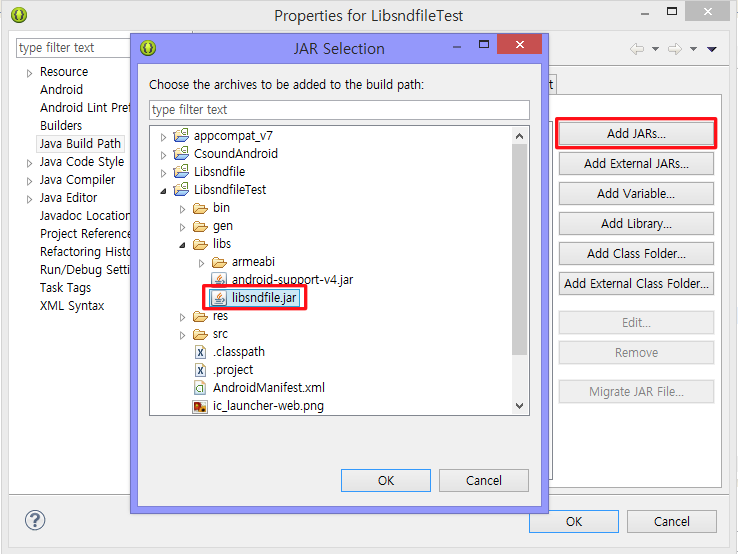 Properties for LibsndfileTest
type filter text
Resource
Android
Android Lint Pref
Builders
Java Build Path
Java Code Style
Java Compiler
Java Editor
Javadoc Location
Project Reference
Refactoring Histo
Run/Debug Setti
Task Tags
XML Syntax
JAR Selection
Choose the archives to be added to the build path:
type filter text
appcompat_v7
CsoundAndroid
Libsndfile
LibsndfileTest
bin
gen
libs
armeabi
android-support-v4.jar
libsndfile.jar
res
src
.classpath
.project
AndroidManifest.xml
ic_launcher-web.png
OK
Cancel
Add JARs...
Add External JARs...
Add Variable...
Add Library...
Add Class Folder...
Add External Class Folder...
Edit...
Remove
Migrate JAR File...
OK
Cancel